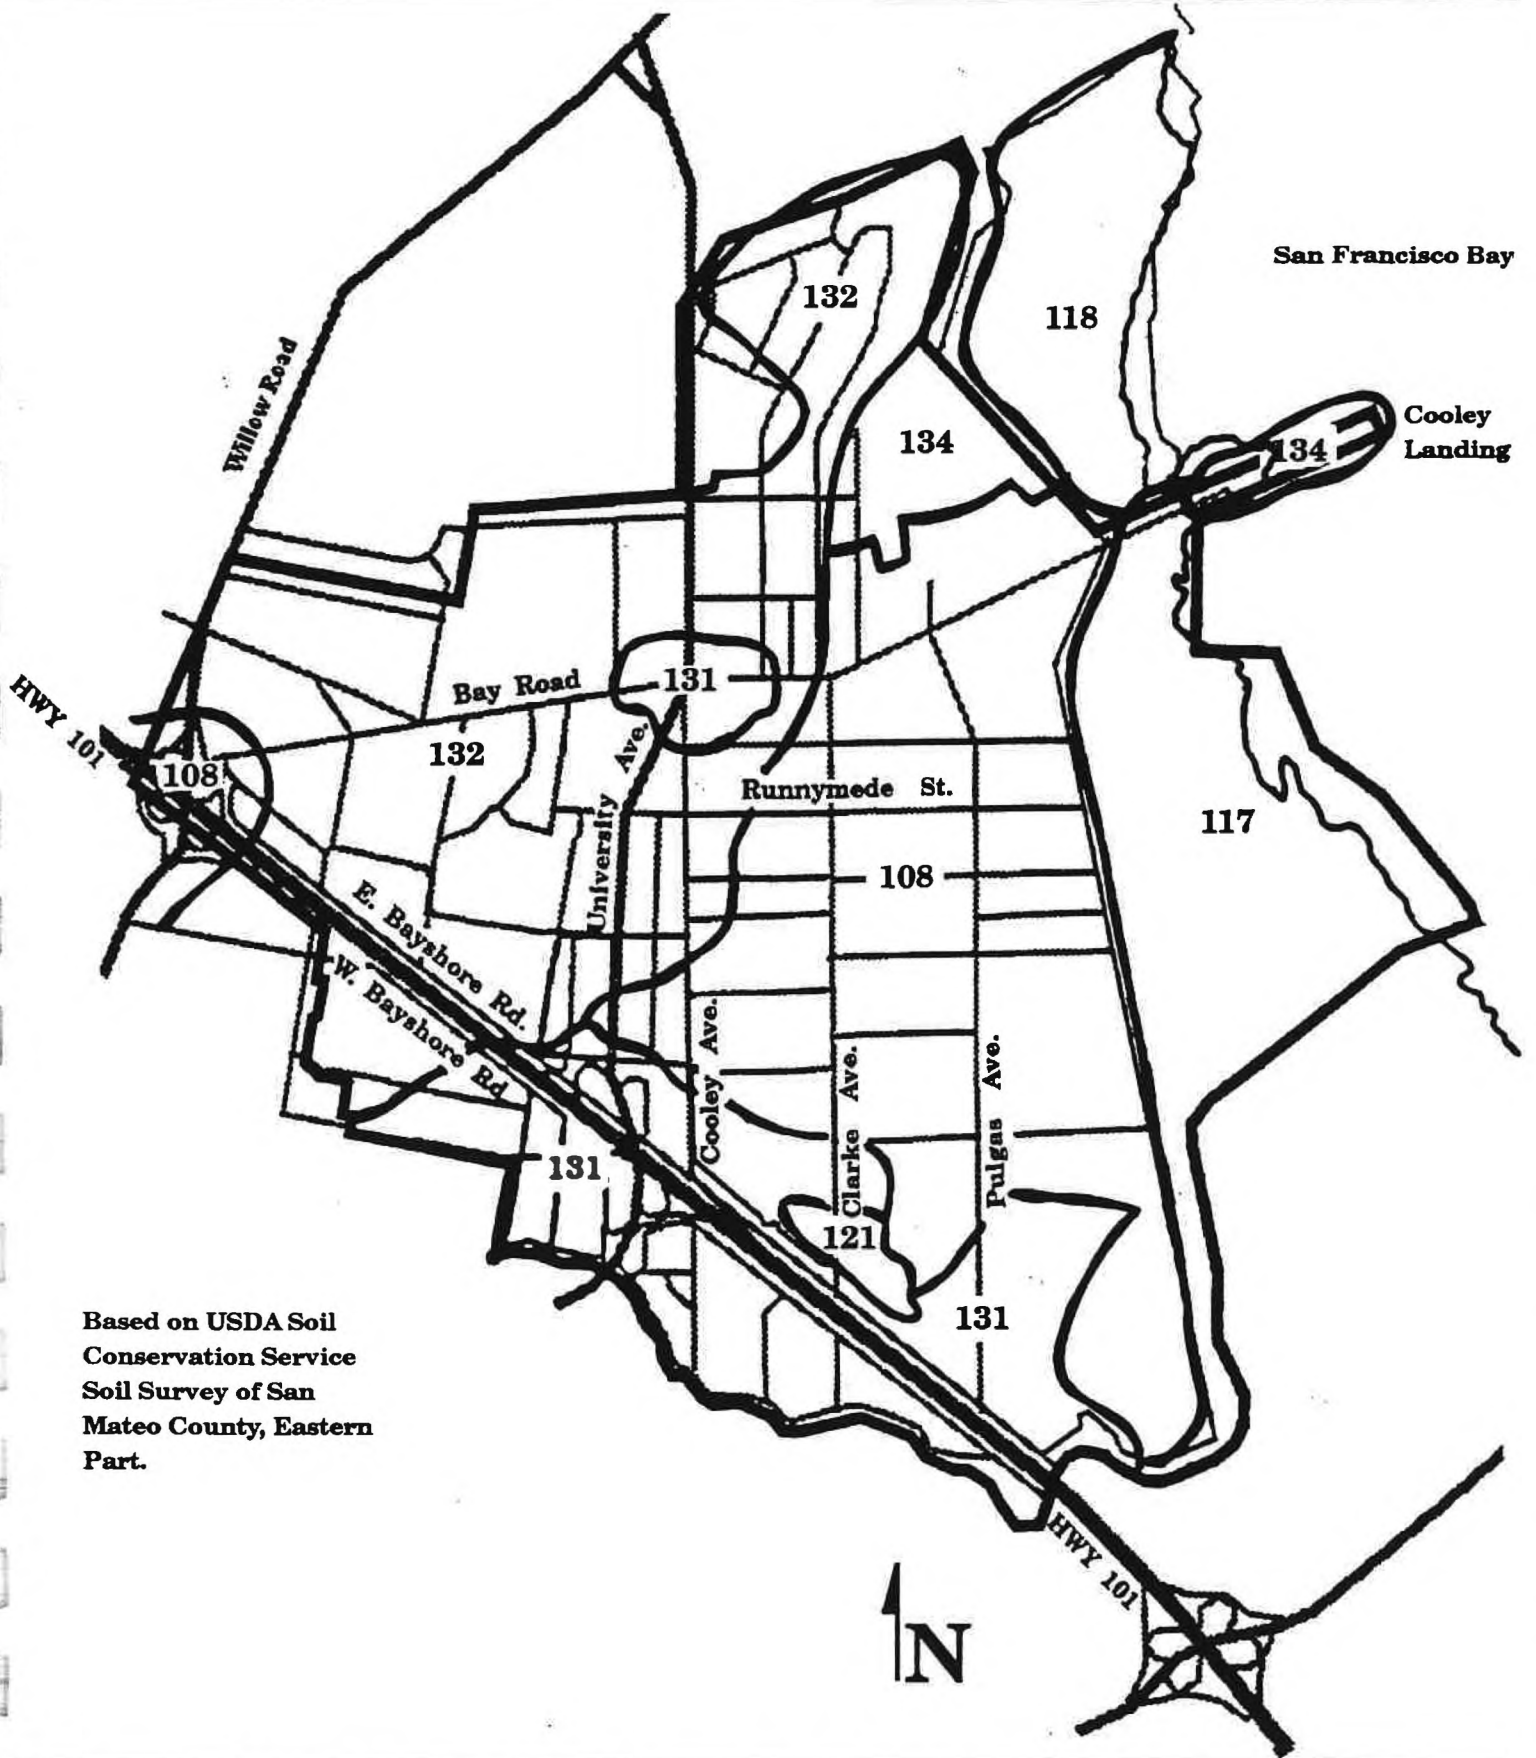 San Francisco Bay
132
118
Willow Road
Cooley
Landing
134
134
Bay Road
131
HWY 101
132
108
University Ave.
Runnymede St.
117
108
E. Bayshore Rd.
W. Bayshore Rd
Cooley Ave.
Clarke Ave.
Pulgas Ave.
131
121
131
Based on USDA Soil
Conservation Service
Soil Survey of San
Mateo County, Eastern
Part.
HWY 101
N